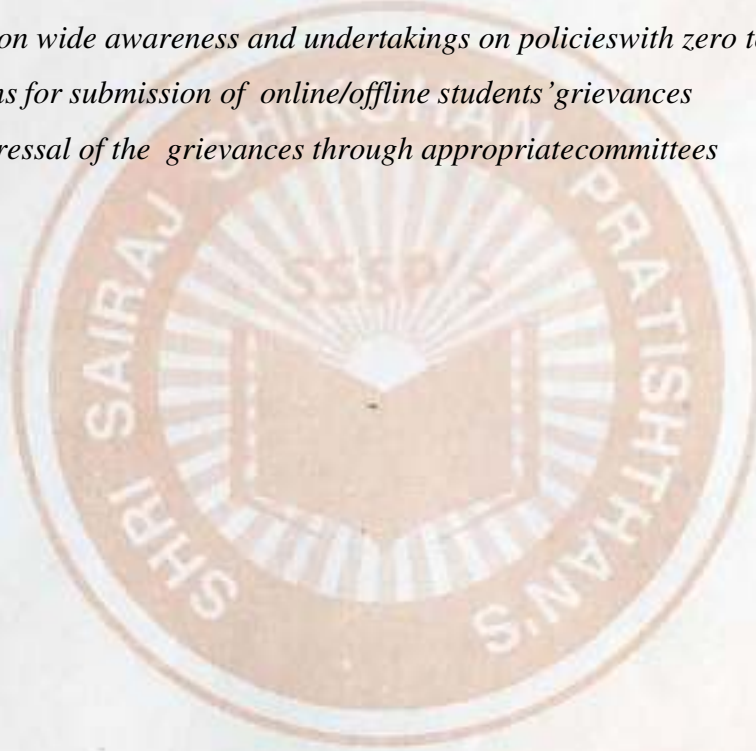 on wide awareness and undertakings on policieswith zero t
ns for submission of online/offline students’grievances
ressal of the grievances through appropriatecommittees
SHRI SAIRAJ SHIKSHAN PRATISHTHAN'S
SSSP'S